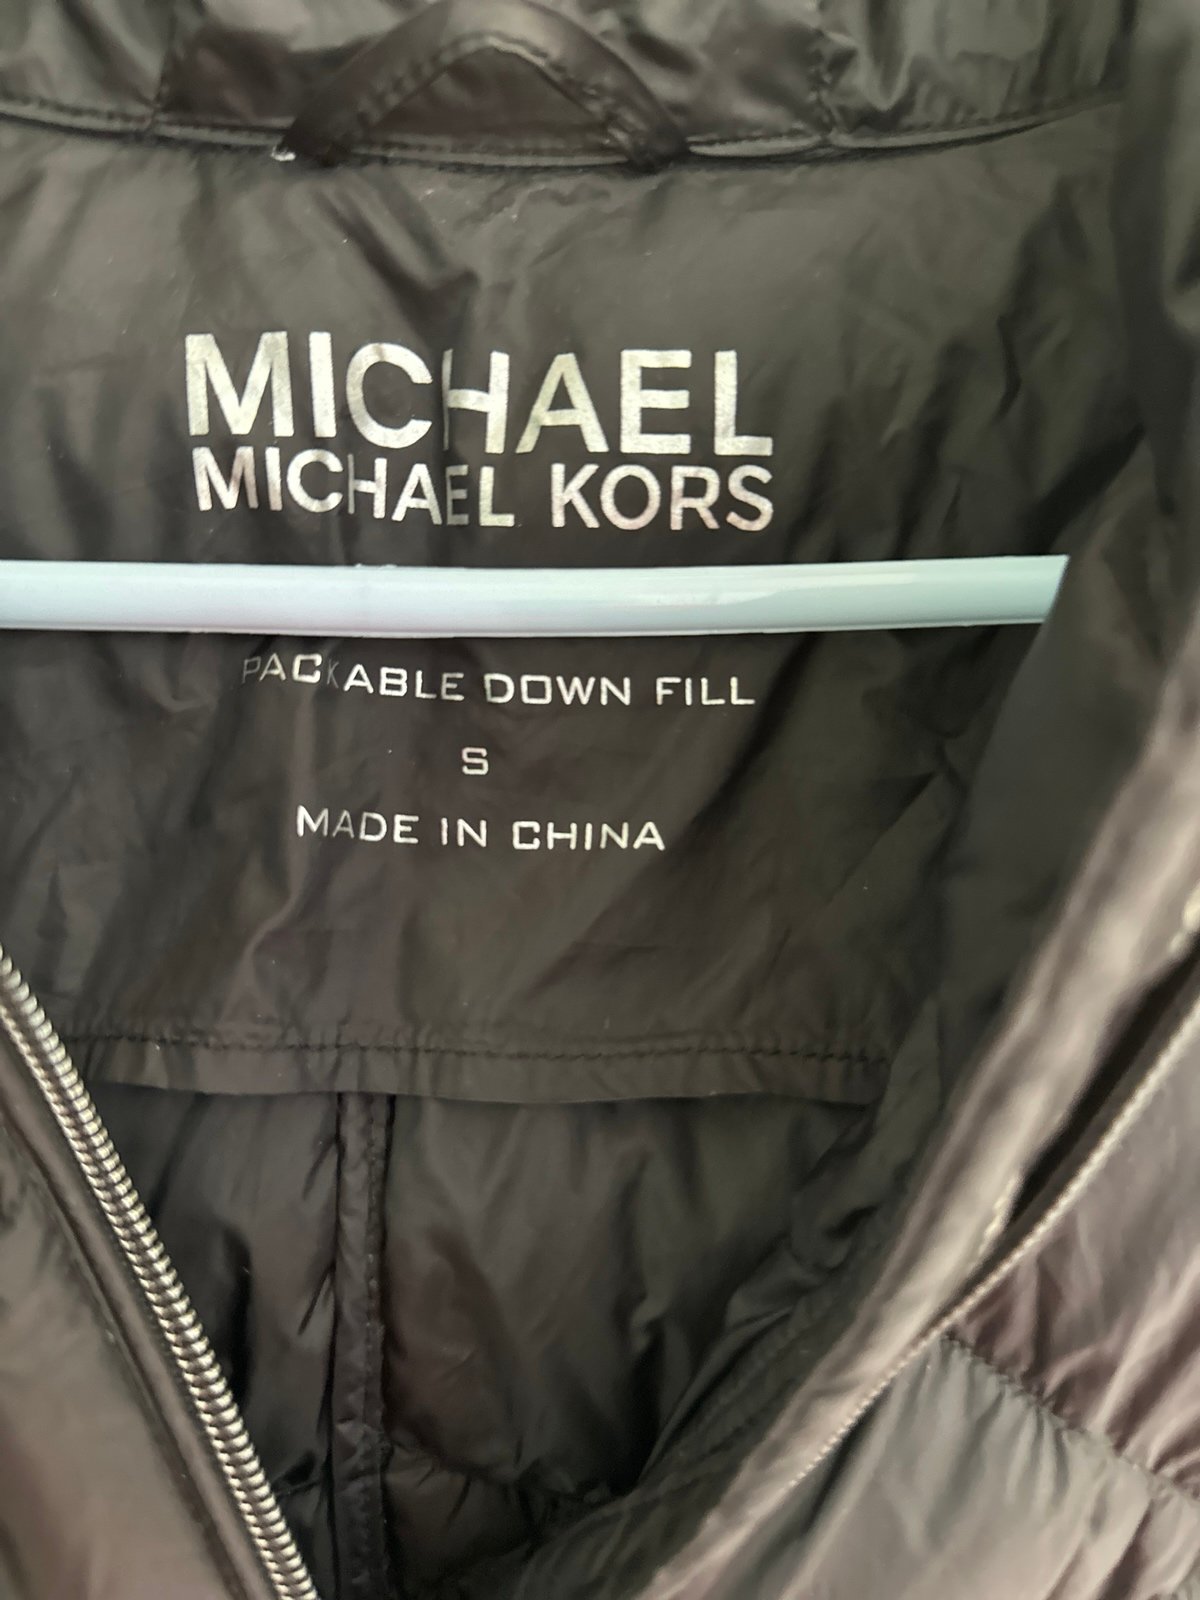 MICHAEL
MICHAEL KORS
PACKABLE DOWN FILL
S
MADE IN CHINA